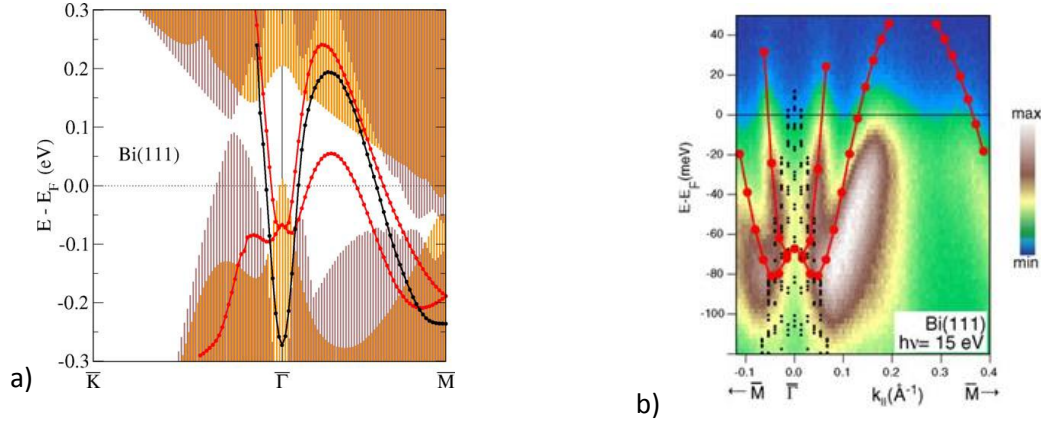 0.3
0.2
0.1
0.0
-0.1
-0.2
-0.3
E - E_F (eV)
Bi(111)
K̅
Γ̅
M̅
a)
40
20
0
-20
-40
-60
-80
-100
E-E_F(meV)
Bi(111)
hν= 15 eV
-0.1
0.0
0.1
0.2
0.3
0.4
← M̅
Γ̅
k_||(Å⁻¹)
M̅ →
max
min
b)